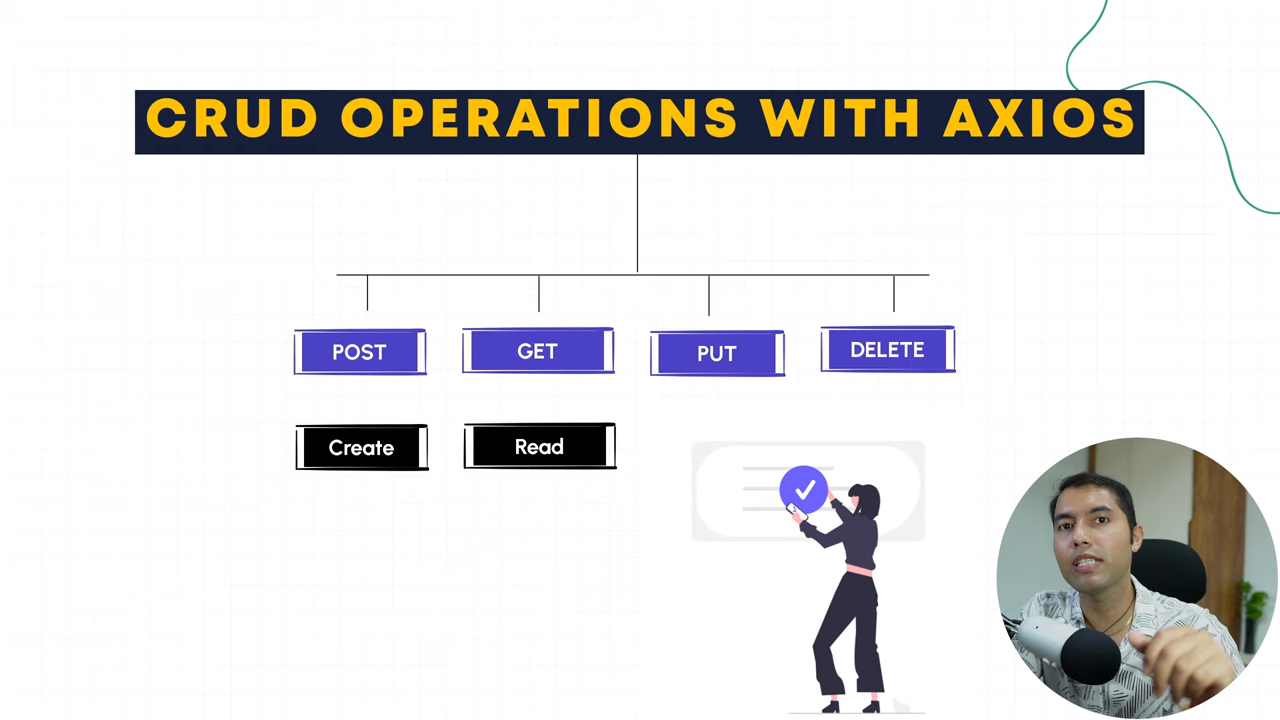 CRUD OPERATIONS WITH AXIOS
POST GET PUT DELETE
Create Read